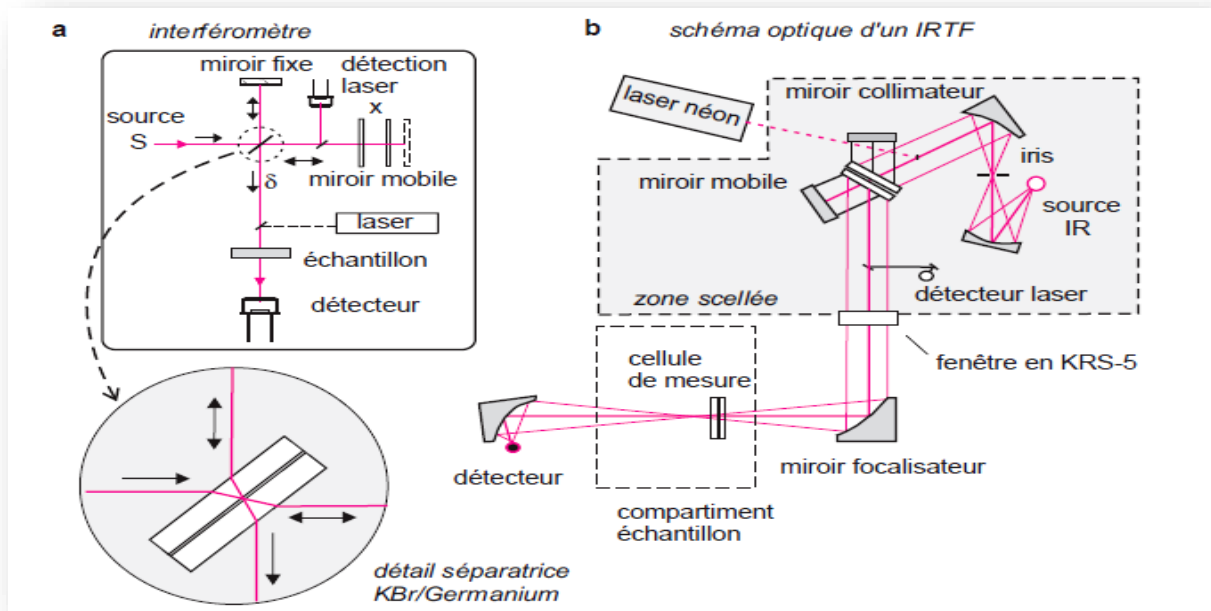 a
interféromètre
miroir fixe
détection
laser
x
source
S
miroir mobile
δ
laser
échantillon
détecteur
détail séparatrice
KBr/Germanium
b
schéma optique d'un IRTF
laser néon
miroir collimateur
iris
miroir mobile
source
IR
détecteur laser
zone scellée
fenêtre en KRS-5
cellule
de mesure
détecteur
miroir focalisateur
compartiment
échantillon